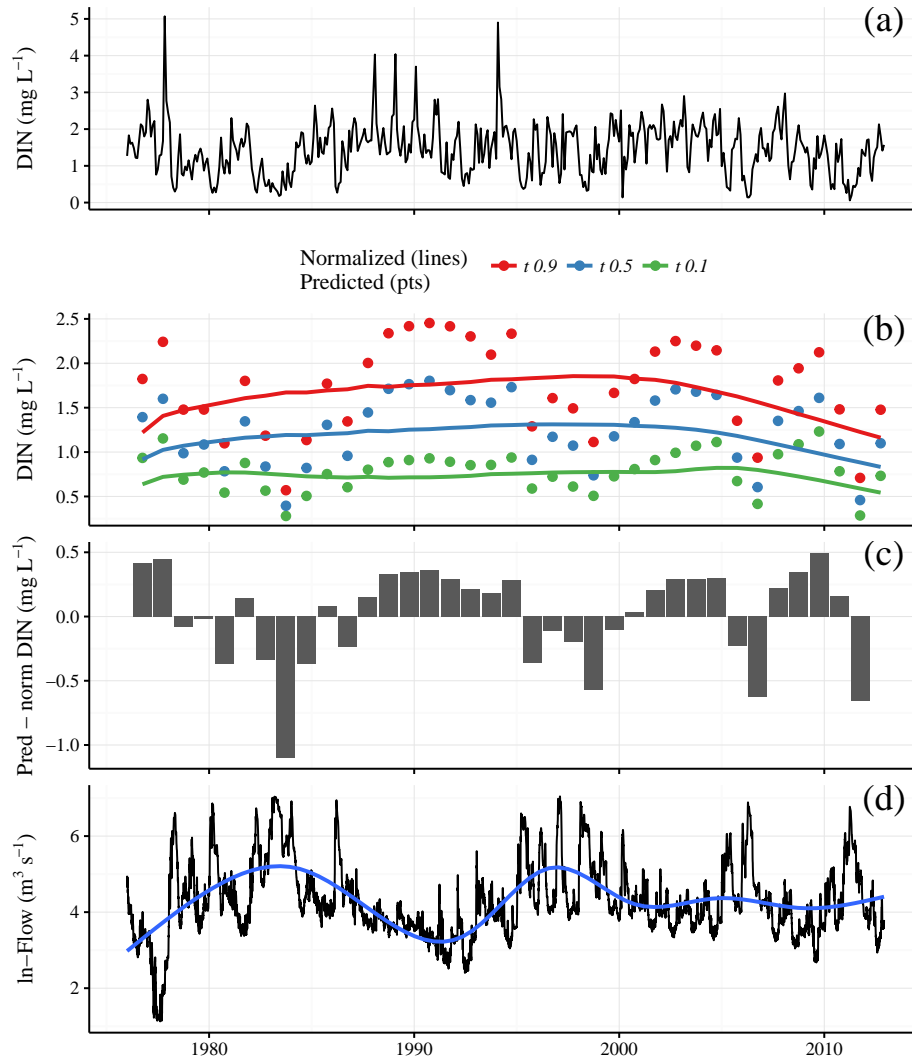 (a)
DIN (mg L⁻¹)
5
4
3
2
1
0
Normalized (lines)
Predicted (pts)
t 0.9
t 0.5
t 0.1
(b)
DIN (mg L⁻¹)
2.5
2.0
1.5
1.0
0.5
(c)
Pred − norm DIN (mg L⁻¹)
0.5
0.0
−0.5
−1.0
(d)
ln−Flow (m³ s⁻¹)
6
4
2
1980 1990 2000 2010